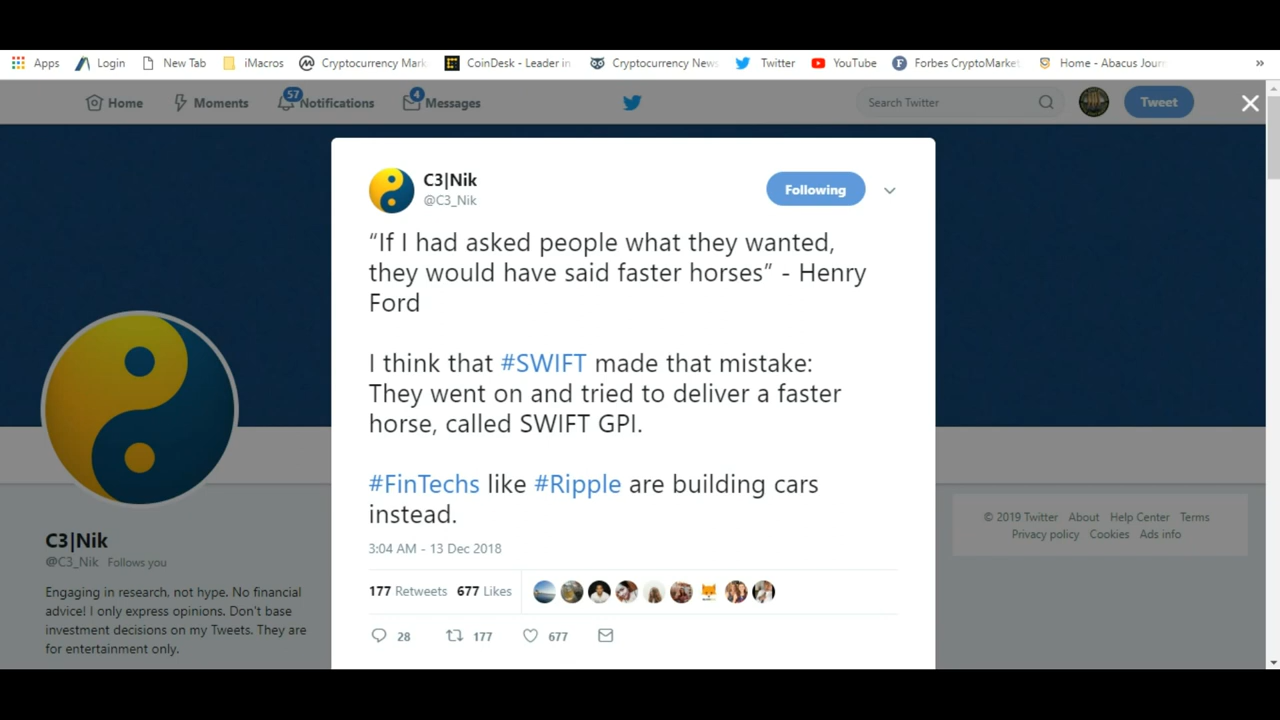 Apps Login New Tab iMacros Cryptocurrency Mark CoinDesk - Leader in Cryptocurrency News Twitter YouTube Forbes CryptoMarket Home - Abacus Jour »
Home Moments 57 Notifications 4 Messages Search Twitter Tweet
C3|Nik
@C3_Nik
Following
“If I had asked people what they wanted,
they would have said faster horses” - Henry
Ford
I think that #SWIFT made that mistake:
They went on and tried to deliver a faster
horse, called SWIFT GPI.
#FinTechs like #Ripple are building cars
instead.
3:04 AM - 13 Dec 2018
177 Retweets 677 Likes
28 177 677
C3|Nik
@C3_Nik Follows you
Engaging in research, not hype. No financial
advice! I only express opinions. Don't base
investment decisions on my Tweets. They are
for entertainment only.
© 2019 Twitter About Help Center Terms
Privacy policy Cookies Ads info